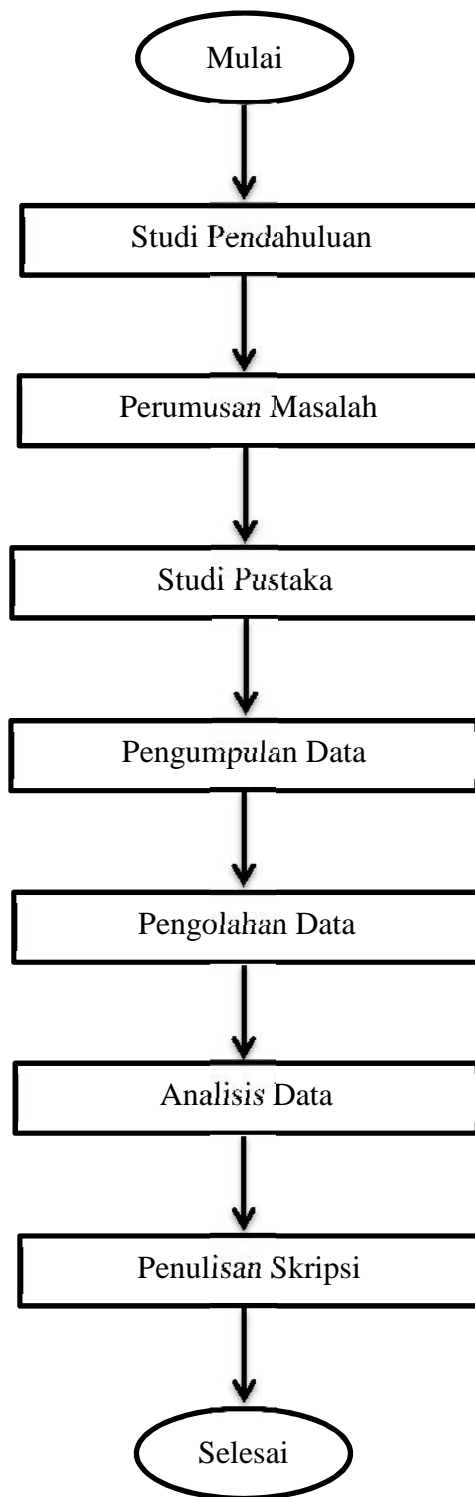 Mulai
Studi Pendahuluan
Perumusan Masalah
Studi Pustaka
Pengumpulan Data
Pengolahan Data
Analisis Data
Penulisan Skripsi
Selesai